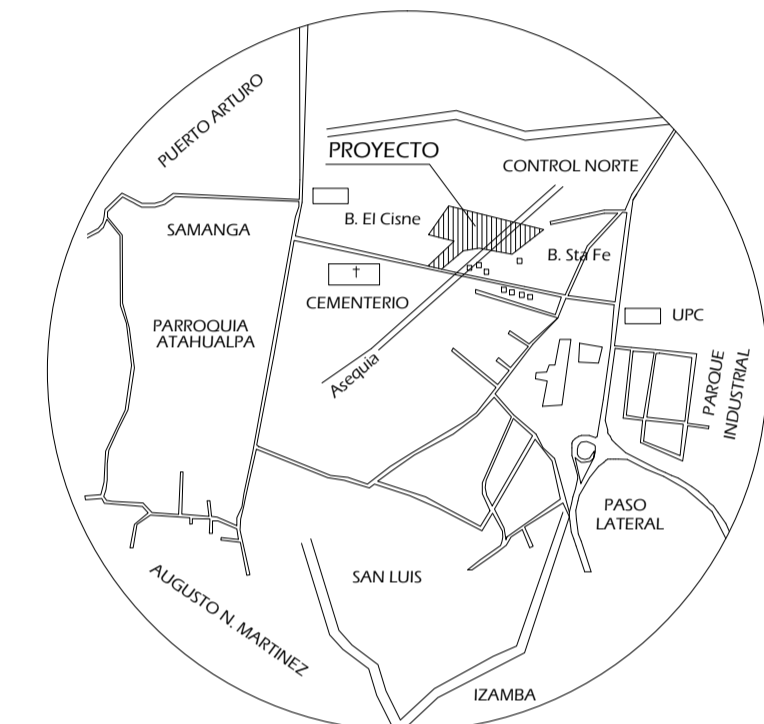 PUERTO ARTURO
PROYECTO
CONTROL NORTE
SAMANGA
B. El Cisne
B. Sta Fe
†
CEMENTERIO
UPC
PARROQUIA
ATAHUALPA
Asequia
PARQUE
INDUSTRIAL
PASO
LATERAL
SAN LUIS
AUGUSTO N. MARTINEZ
IZAMBA